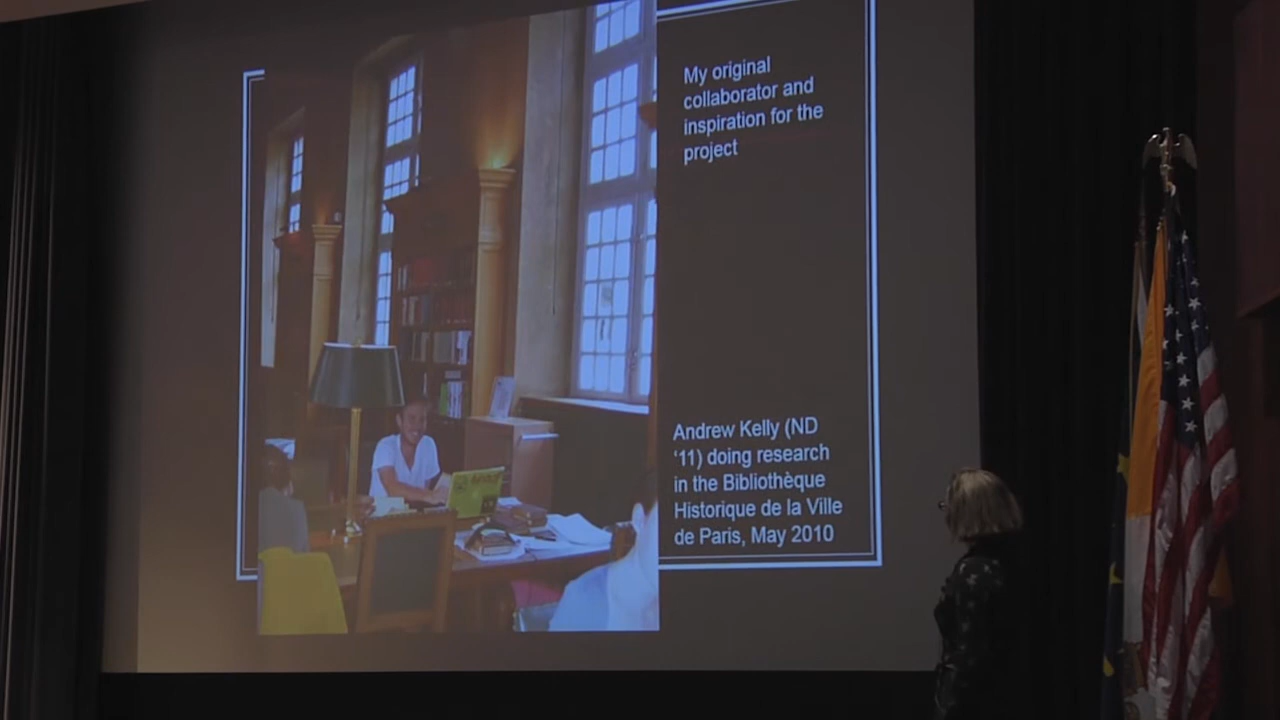 My original
collaborator and
inspiration for the
project
Andrew Kelly (ND
‘11) doing research
in the Bibliothèque
Historique de la Ville
de Paris, May 2010